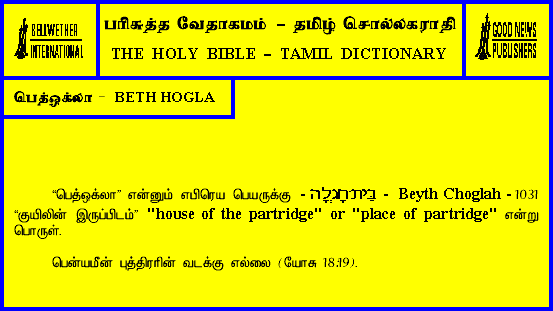 BELLWETHER
INTERNATIONAL
பரிசுத்த வேதாகமம் - தமிழ் சொல்லகராதி
THE HOLY BIBLE - TAMIL DICTIONARY
GOOD NEWS
PUBLISHERS
பெத்ஒக்லா - BETH HOGLA
“பெத்ஒக்லா” என்னும் எபிரெய பெயருக்கு - בֵּית חָגְלָה - Beyth Choglah - 1031
“குயிலின் இருப்பிடம்” "house of the partridge" or "place of partridge" என்று
பொருள்.
பென்யமீன் புத்திரரின் வடக்கு எல்லை (யோசு 18:19).